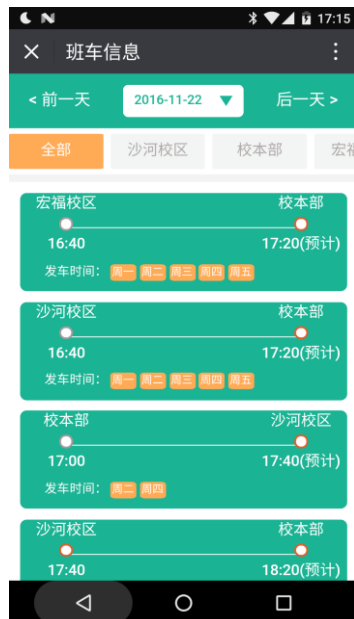 17:15
班车信息
<前一天 2016-11-22 后一天>
全部 沙河校区 校本部 宏
宏福校区 校本部
16:40 17:20(预计)
发车时间： 周一 周二 周三 周四 周五
沙河校区 校本部
16:40 17:20(预计)
发车时间： 周一 周二 周三 周四 周五
校本部 沙河校区
17:00 17:40(预计)
发车时间： 周二 周四
沙河校区 校本部
17:40 18:20(预计)